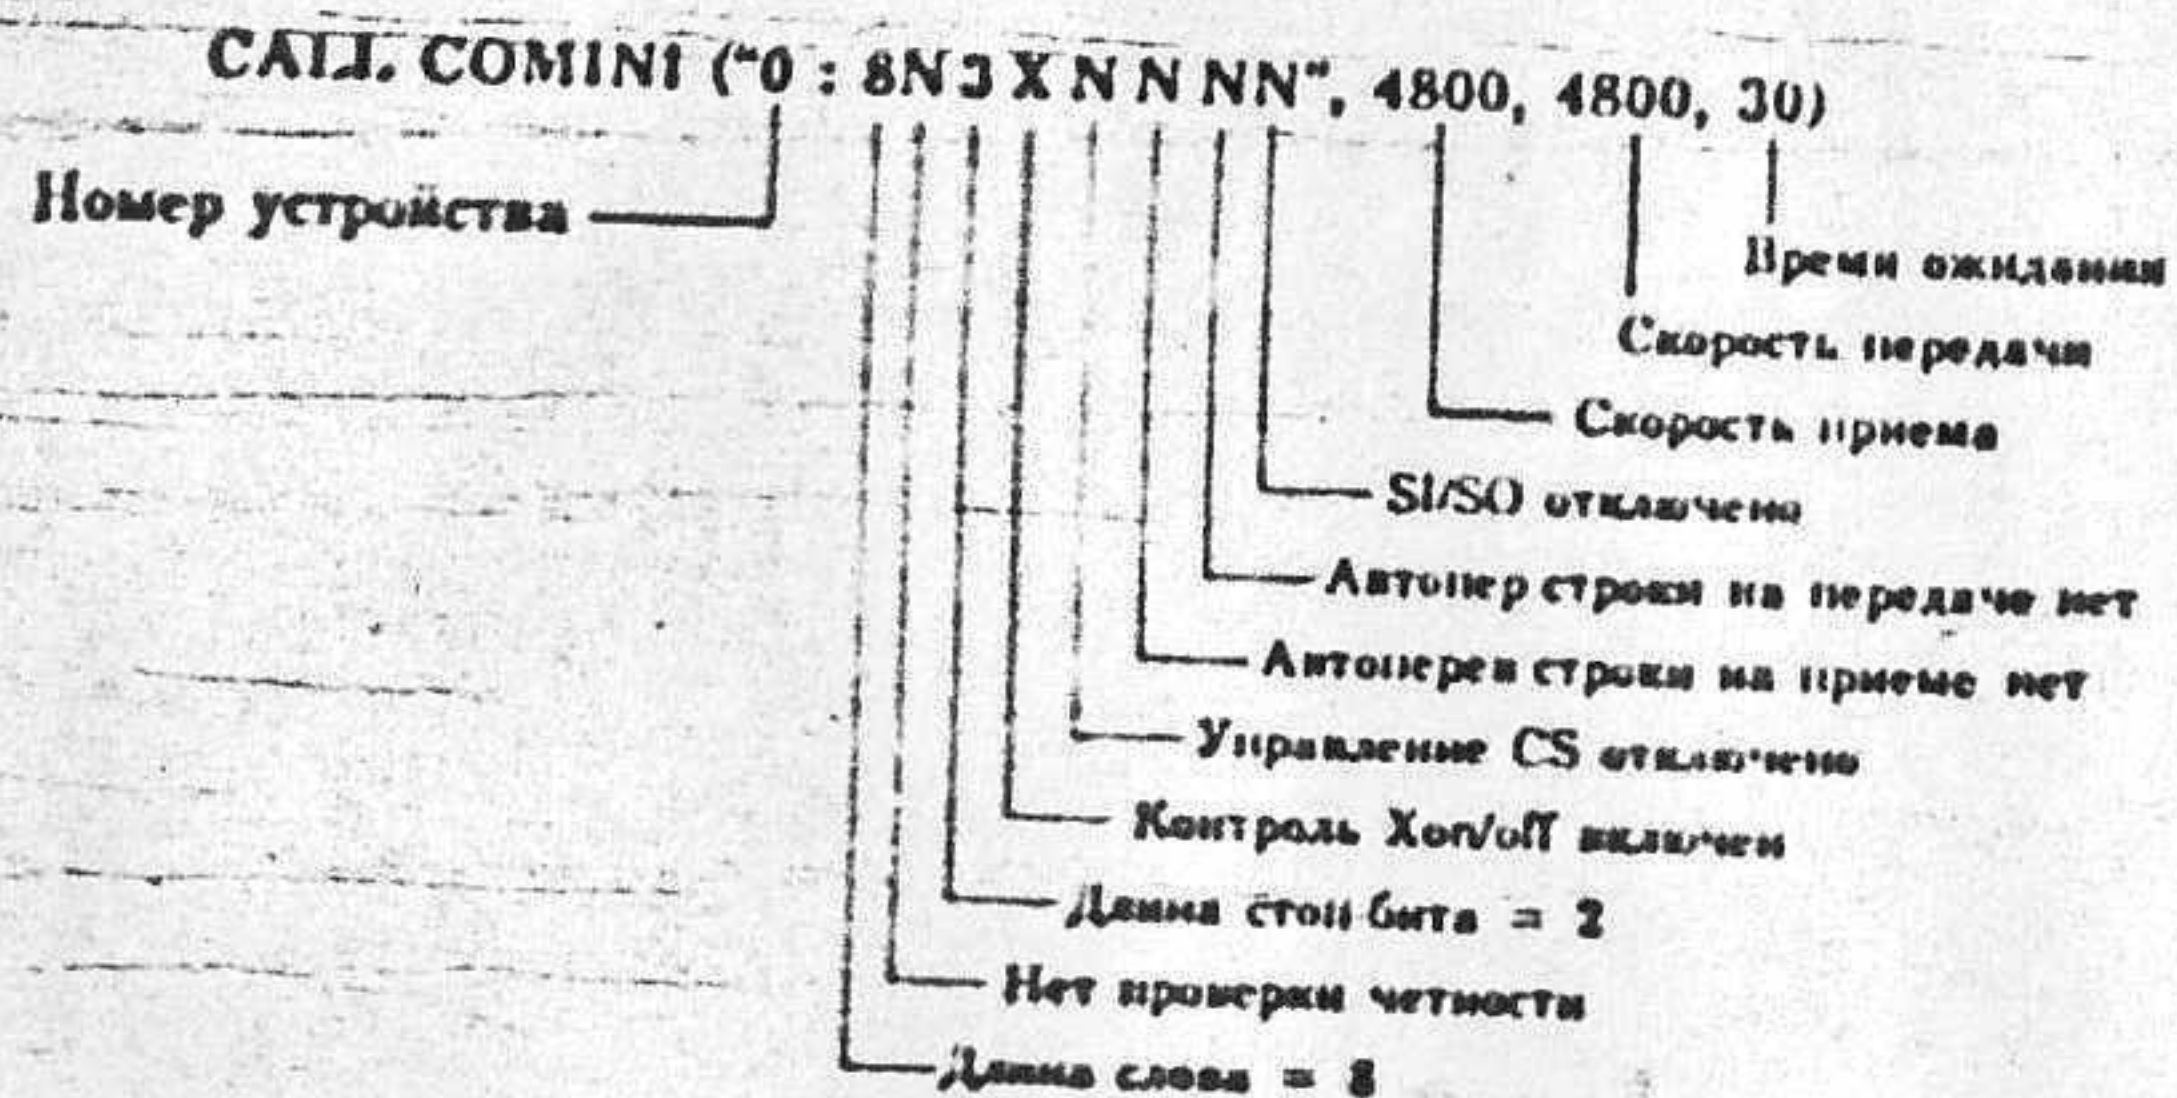 CALL COMINI ("0 : 8N3XNNNN", 4800, 4800, 30)
Номер устройства
Время ожидания
Скорость передачи
Скорость приема
SI/SO отключено
Автопер строки на передаче нет
Автоперев строки на приеме нет
Управление CS отключено
Контроль Xon/off включен
Длина стоп бита = 2
Нет проверки четности
Длина слова = 8